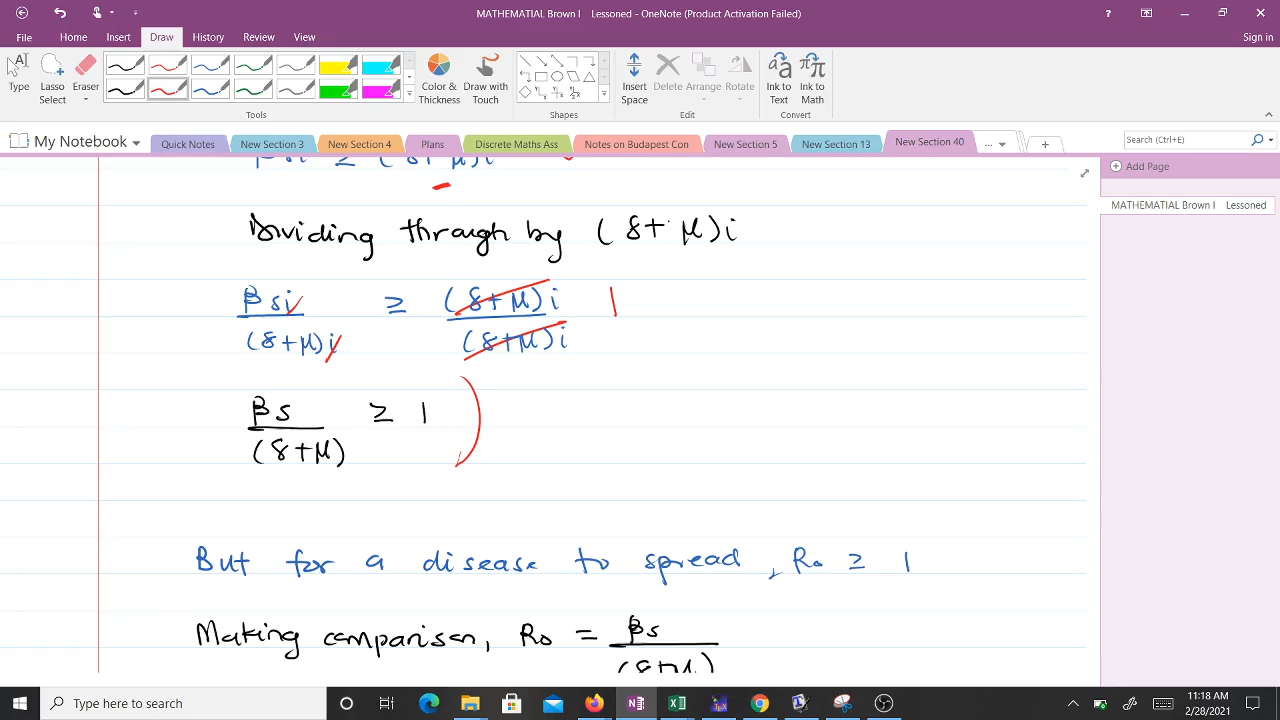 MATHEMATIAL Brown I Lessoned - OneNote (Product Activation Failed)
File Home Insert Draw History Review View
Sign in
Type
Lasso Select
Eraser
Color & Thickness
Draw with Touch
Insert Space
Delete
Arrange
Rotate
Ink to Text
Ink to Math
Tools
Shapes
Edit
Convert
My Notebook
Quick Notes
New Section 3
New Section 4
Plans
Discrete Maths Ass
Notes on Budapest Con
New Section 5
New Section 13
New Section 40
Search (Ctrl+E)
Add Page
MATHEMATIAL Brown I Lessoned
βsi ≥ (δ+μ)i
Dividing through by (δ+μ)i
βsi ≥ (δ+μ)i 1
(δ+μ)i (δ+μ)i
βs ≥ 1
(δ+μ)
But for a disease to spread, R₀ ≥ 1
Making comparison, R₀ = βs
(δ+μ)
Type here to search
11:18 AM
2/28/2021